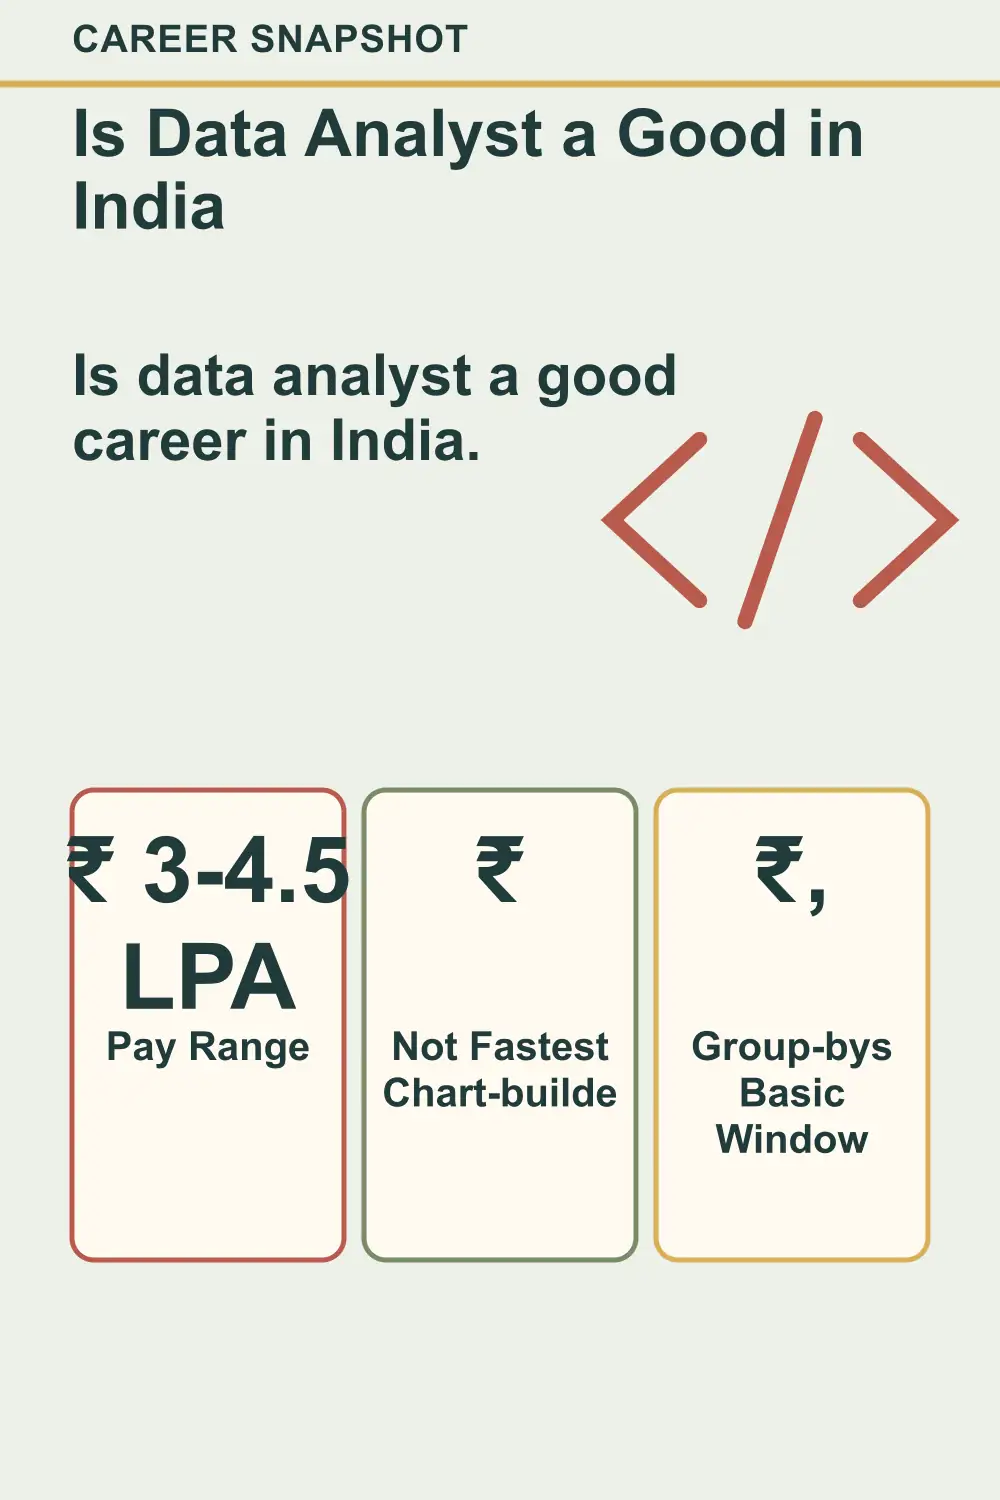 CAREER SNAPSHOT
Is Data Analyst a Good in
India
Is data analyst a good
career in India.
</>
₹ 3-4.5
LPA
Pay Range
₹
Not Fastest
Chart-builde
₹,
Group-bys
Basic
Window